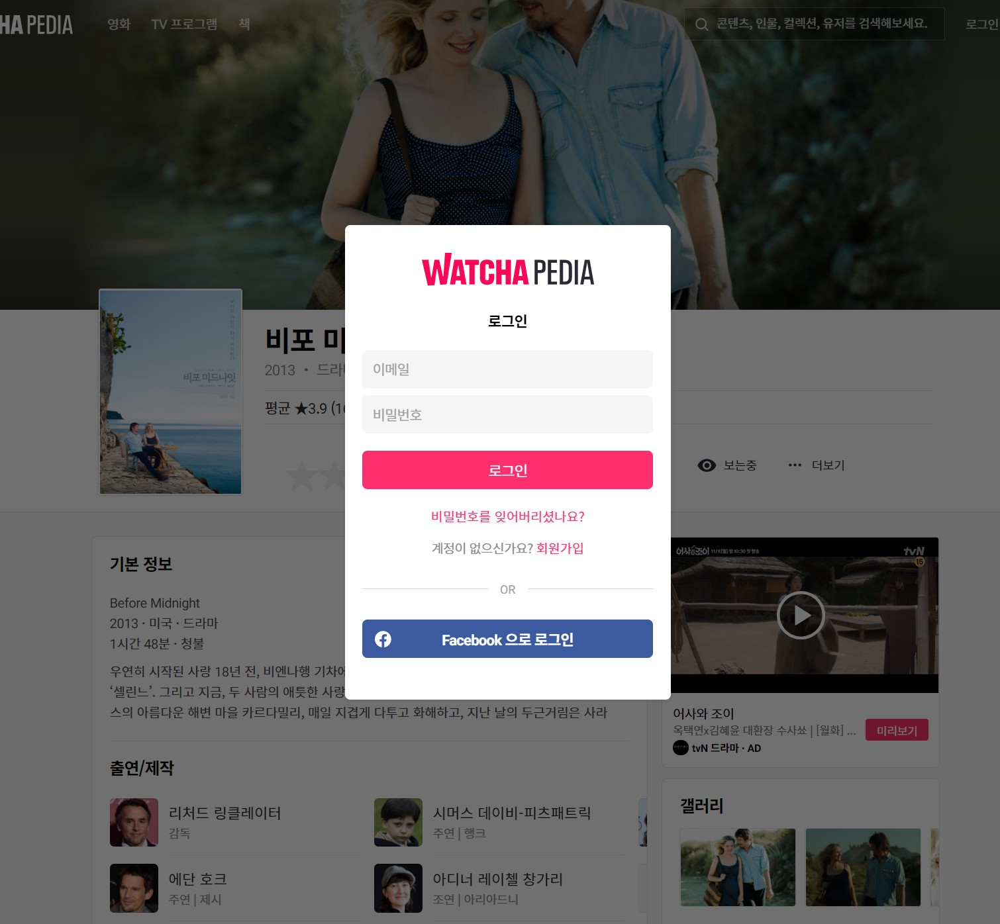 HA PEDIA
영화
TV 프로그램
책
콘텐츠, 인물, 컬렉션, 유저를 검색해보세요.
로그인
WATCHA PEDIA
로그인
이메일
비밀번호
로그인
비밀번호를 잊어버리셨나요?
계정이 없으신가요? 회원가입
OR
Facebook 으로 로그인
비포 미드나잇
비포 미
2013 · 드라
평균 ★3.9 (1
보는중
더보기
기본 정보
Before Midnight
2013 · 미국 · 드라마
1시간 48분 · 청불
우연히 시작된 사랑 18년 전, 비엔나행 기차에
‘셀린느’. 그리고 지금, 두 사람의 애틋한 사랑
스의 아름다운 해변 마을 카르다밀리, 매일 지겹게 다투고 화해하고, 지난 날의 두근거림은 사라
출연/제작
리처드 링클레이터
감독
시머스 데이비-피츠패트릭
주연 | 행크
에단 호크
주연 | 제시
아디너 레이첼 창가리
조연 | 아리아드니
어사와 조이 11/8[월] 밤 10:30 첫 방송
tvN
15
어사와 조이
옥택연x김혜윤 대환장 수사쑈 | [월화] ...
미리보기
tvN 드라마 · AD
갤러리